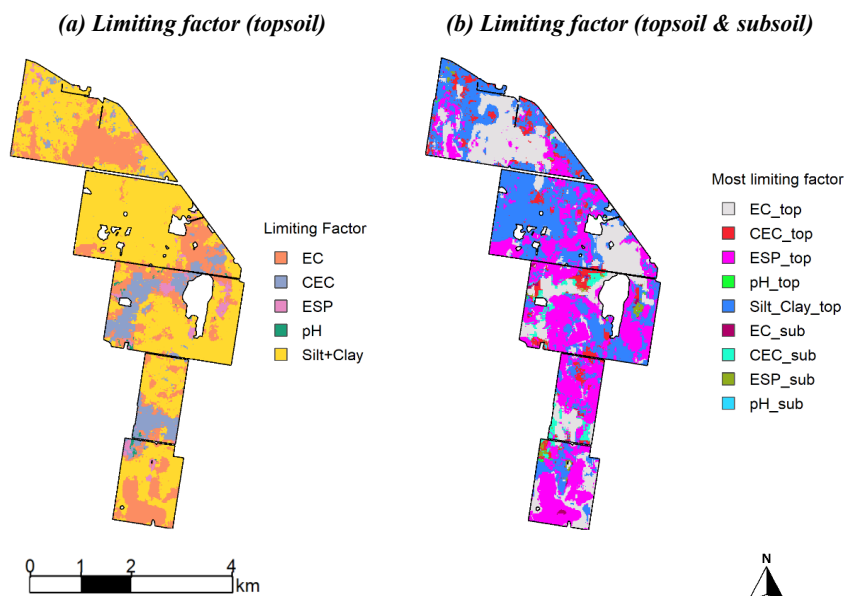 (a) Limiting factor (topsoil)
(b) Limiting factor (topsoil & subsoil)
Limiting Factor
EC
CEC
ESP
pH
Silt+Clay
Most limiting factor
EC_top
CEC_top
ESP_top
pH_top
Silt_Clay_top
EC_sub
CEC_sub
ESP_sub
pH_sub
0 1 2 4
km
N